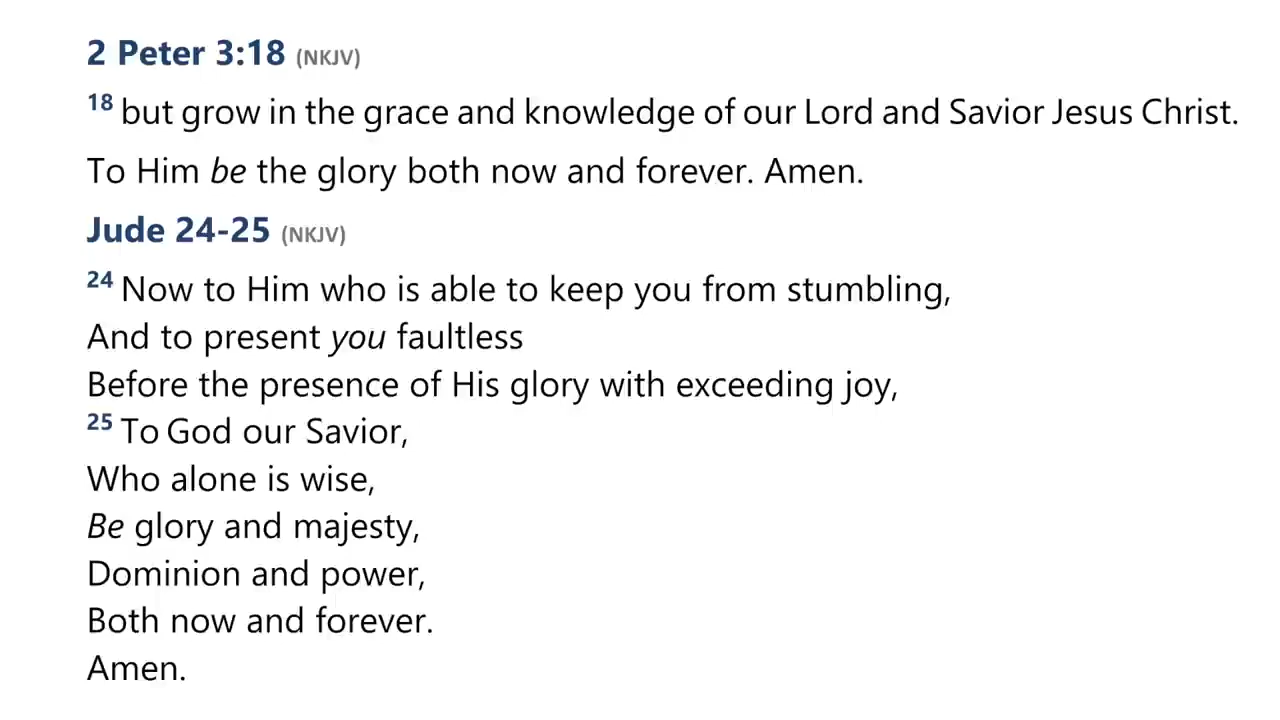 2 Peter 3:18 (NKJV)
18 but grow in the grace and knowledge of our Lord and Savior Jesus Christ.
To Him be the glory both now and forever. Amen.
Jude 24-25 (NKJV)
24 Now to Him who is able to keep you from stumbling,
And to present you faultless
Before the presence of His glory with exceeding joy,
25 To God our Savior,
Who alone is wise,
Be glory and majesty,
Dominion and power,
Both now and forever.
Amen.